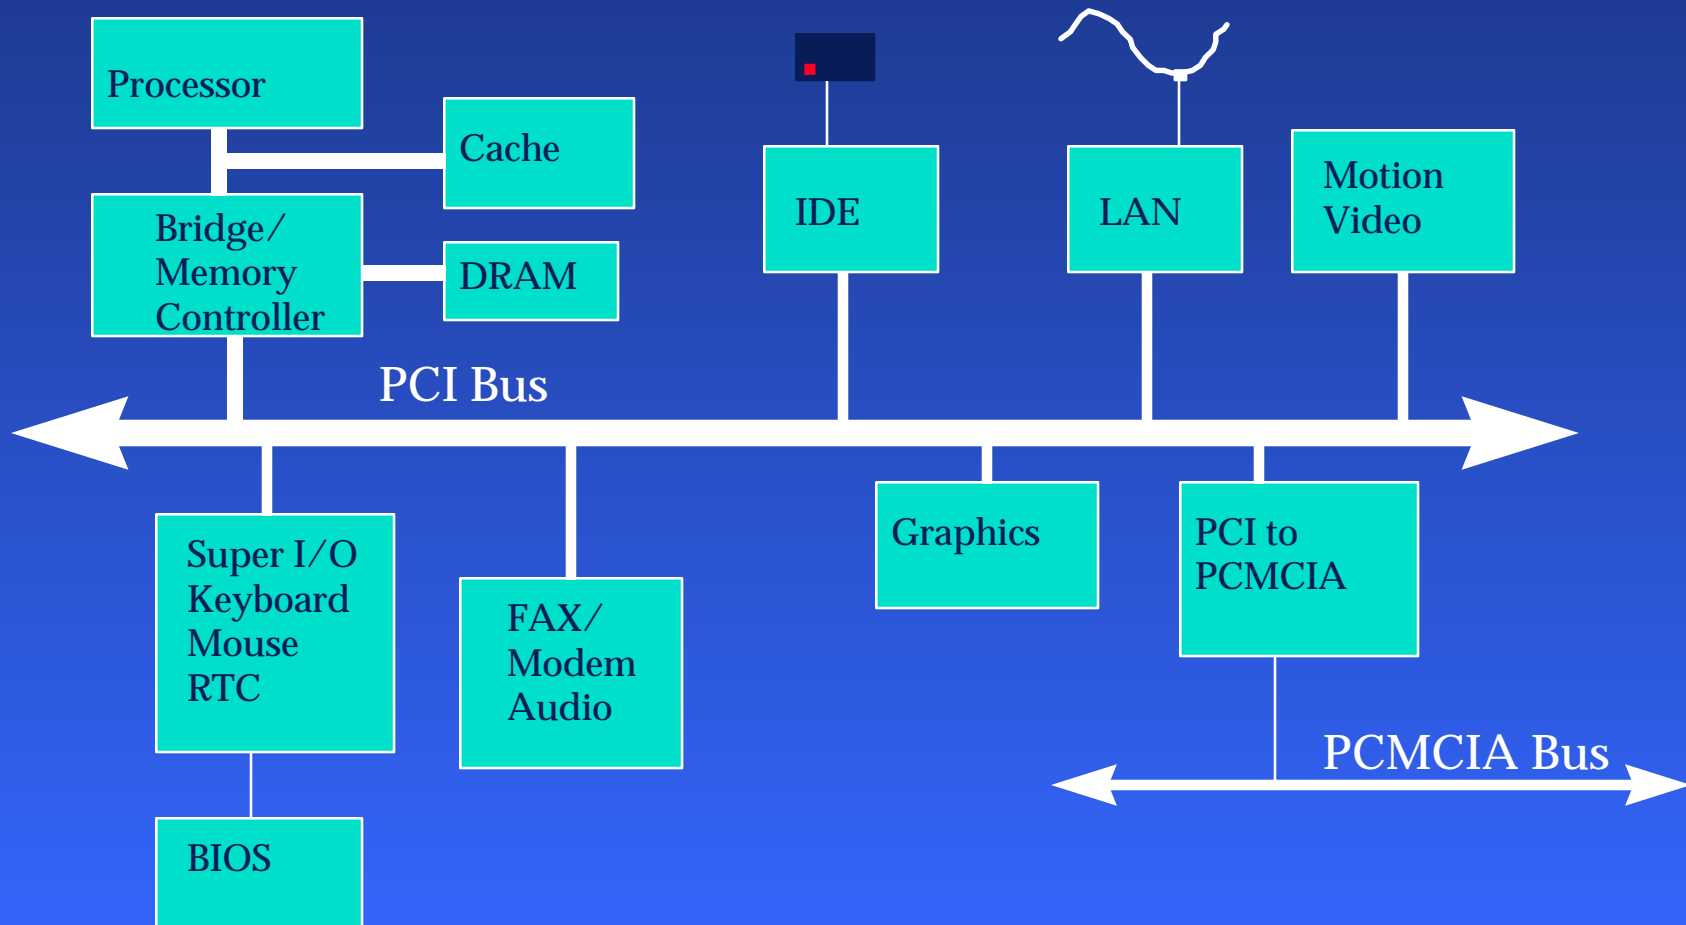 Processor
Cache
Bridge/
Memory
Controller
DRAM
IDE
LAN
Motion
Video
PCI Bus
Super I/O
Keyboard
Mouse
RTC
FAX/
Modem
Audio
Graphics
PCI to
PCMCIA
PCMCIA Bus
BIOS